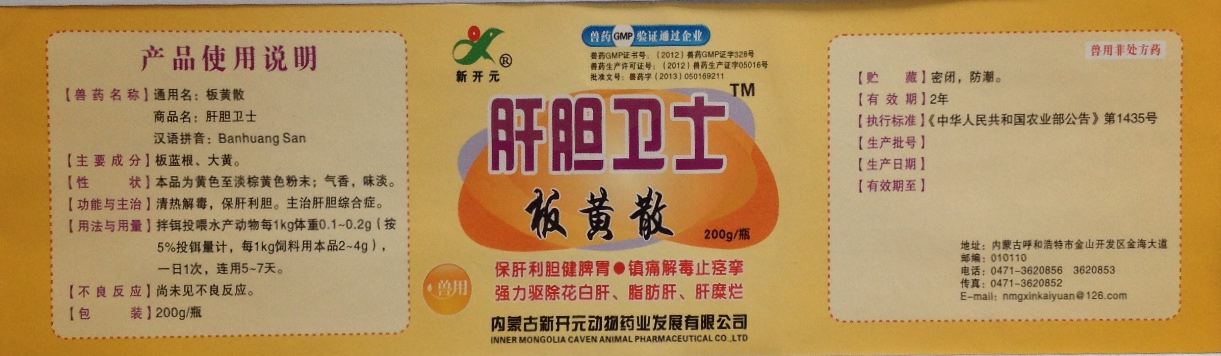 产品使用说明
【兽药名称】通用名：板黄散
商品名：肝胆卫士
汉语拼音：Banhuang San
【主要成分】板蓝根、大黄。
【性 状】本品为黄色至淡棕黄色粉末；气香，味淡。
【功能与主治】清热解毒，保肝利胆。主治肝胆综合症。
【用法与用量】拌饵投喂水产动物每1kg体重0.1~0.2g（按
5%投饵量计，每1kg饲料用本品2~4g），
一日1次，连用5~7天。
【不良反应】尚未见不良反应。
【包 装】200g/瓶
新开元®
兽药GMP验证通过企业
兽药GMP证书号：（2012）兽药GMP证字328号
兽药生产许可证号：（2012）兽药生产证字05016号
批准文号：兽药字（2013）050169211
肝胆卫士TM
板黄散
200g/瓶
兽用
保肝利胆健脾胃●镇痛解毒止痉挛
强力驱除花白肝、脂肪肝、肝糜烂
内蒙古新开元动物药业发展有限公司
INNER MONGOLIA CAVEN ANIMAL PHARMACEUTICAL CO.,LTD
兽用非处方药
【贮 藏】密闭，防潮。
【有 效 期】2年
【执行标准】《中华人民共和国农业部公告》第1435号
【生产批号】
【生产日期】
【有效期至】
地址：内蒙古呼和浩特市金山开发区金海大道
邮编：010110
电话：0471-3620856 3620853
传真：0471-3620852
E-mail：nmgxinkaiyuan@126.com